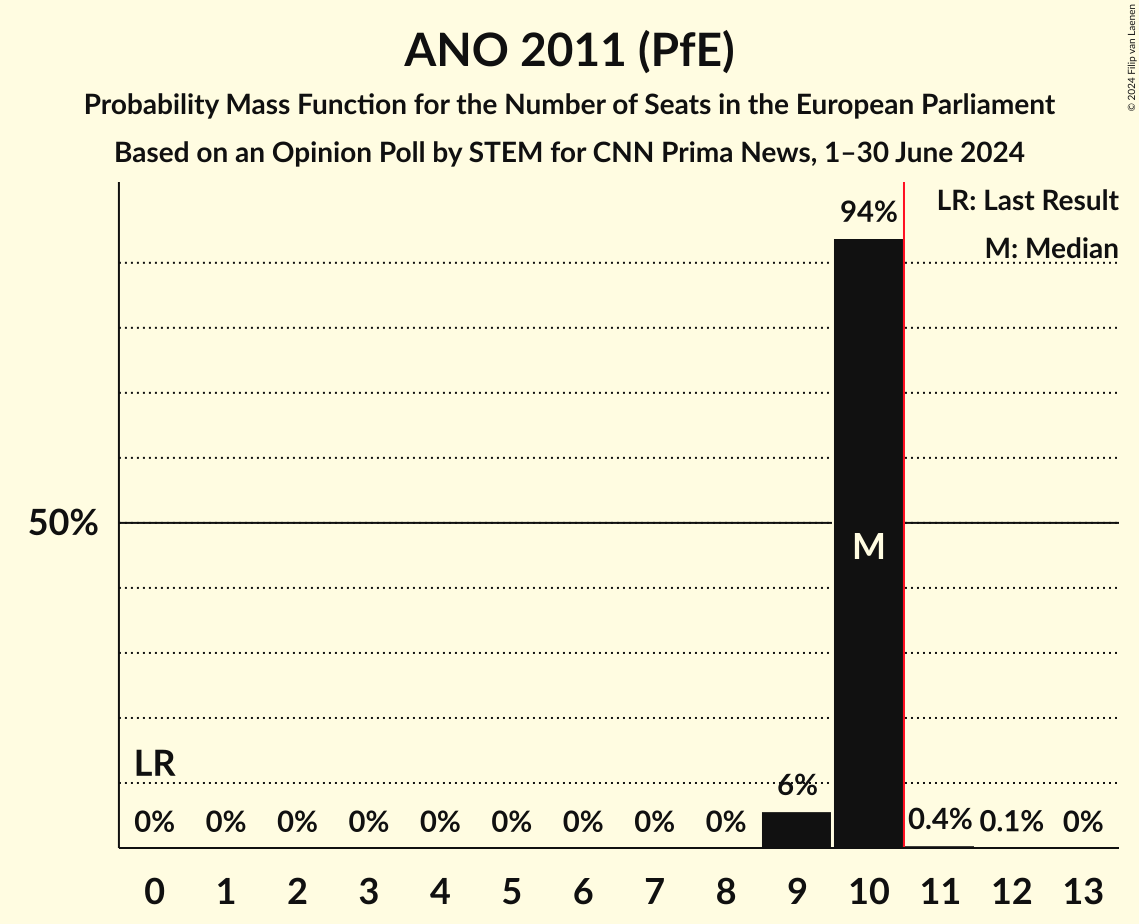 ANO 2011 (PfE)
Probability Mass Function for the Number of Seats in the European Parliament
Based on an Opinion Poll by STEM for CNN Prima News, 1–30 June 2024
© 2024 Filip van Laenen
LR: Last Result
M: Median
94%
50%
M
LR
6%
0% 0% 0% 0% 0% 0% 0% 0% 0% 0.4% 0.1% 0%
0 1 2 3 4 5 6 7 8 9 10 11 12 13